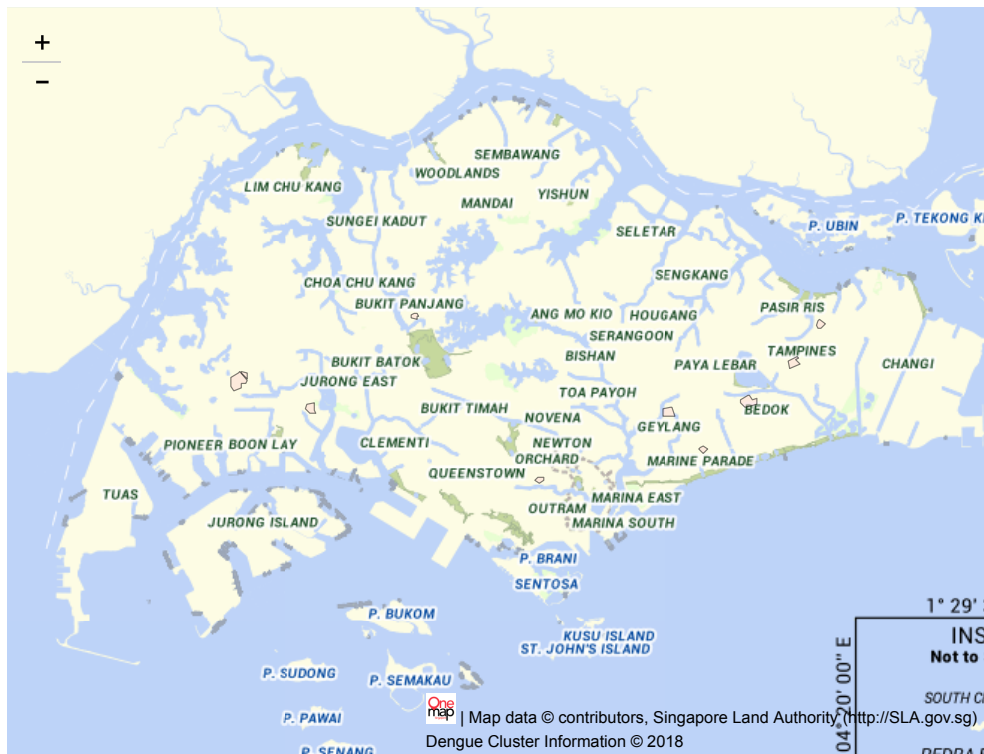 +
−
SEMBAWANG
WOODLANDS
LIM CHU KANG
YISHUN
MANDAI
SUNGEI KADUT
P. TEKONG
P. UBIN
SELETAR
SENGKANG
CHOA CHU KANG
BUKIT PANJANG
PASIR RIS
ANG MO KIO
HOUGANG
SERANGOON
TAMPINES
BISHAN
BUKIT BATOK
PAYA LEBAR
CHANGI
JURONG EAST
TOA PAYOH
BUKIT TIMAH
BEDOK
NOVENA
GEYLANG
PIONEER BOON LAY
CLEMENTI
NEWTON
ORCHARD
MARINE PARADE
QUEENSTOWN
TUAS
MARINA EAST
OUTRAM
JURONG ISLAND
MARINA SOUTH
P. BRANI
SENTOSA
1° 29'
P. BUKOM
KUSU ISLAND
INS
ST. JOHN'S ISLAND
Not to
P. SUDONG
P. SEMAKAU
SOUTH
04° 20' 00" E
P. PAWAI
One map | Map data © contributors, Singapore Land Authority (http://SLA.gov.sg)
Dengue Cluster Information © 2018
P. SENANG
PEDRA